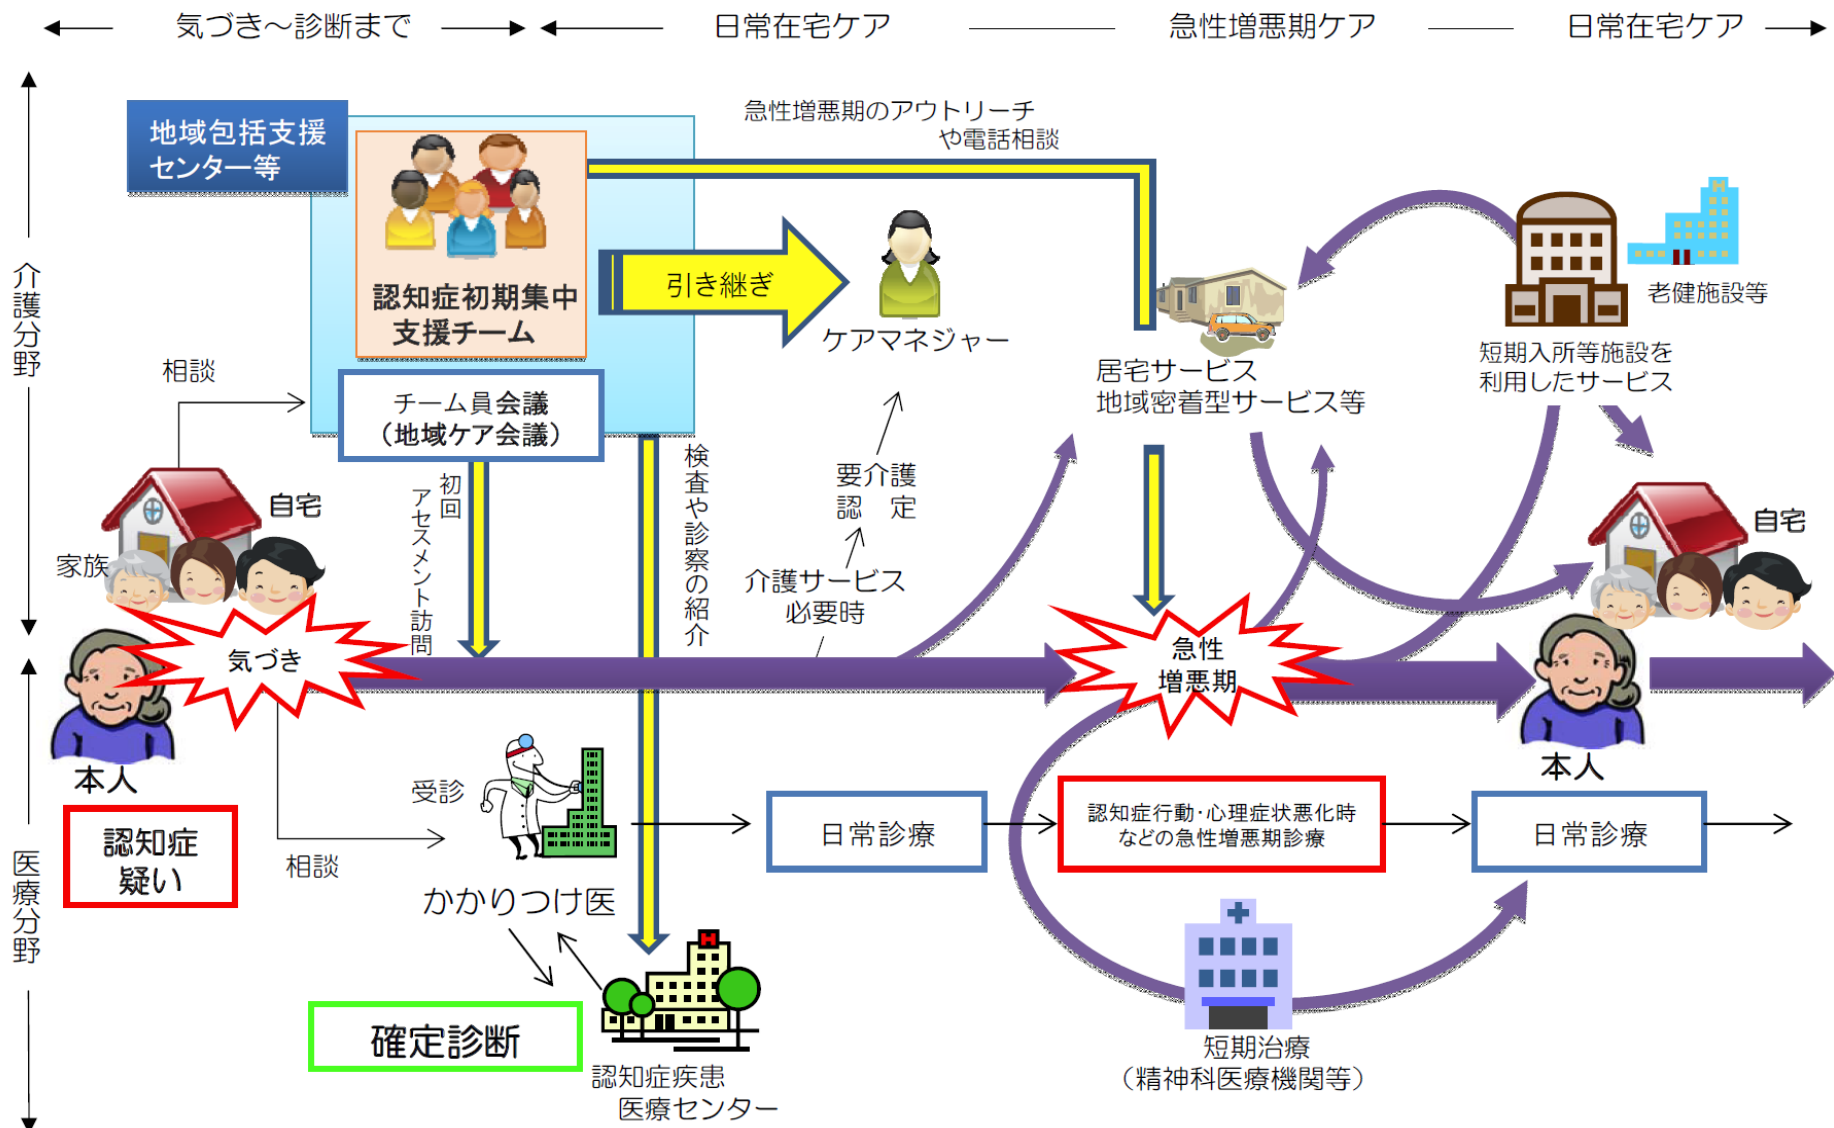 気づき～診断まで
日常在宅ケア
急性増悪期ケア
日常在宅ケア
介護分野
医療分野
地域包括支援
センター等
認知症初期集中
支援チーム
チーム員会議
（地域ケア会議）
急性増悪期のアウトリーチ
や電話相談
引き継ぎ
ケアマネジャー
居宅サービス
地域密着型サービス等
老健施設等
短期入所等施設を
利用したサービス
相談
自宅
家族
初回
アセスメント訪問
検査や診察の紹介
要介護
認　定
介護サービス
必要時
気づき
急性
増悪期
自宅
本人
本人
認知症
疑い
相談
受診
かかりつけ医
日常診療
認知症行動・心理症状悪化時
などの急性増悪期診療
日常診療
確定診断
H
認知症疾患
医療センター
短期治療
（精神科医療機関等）